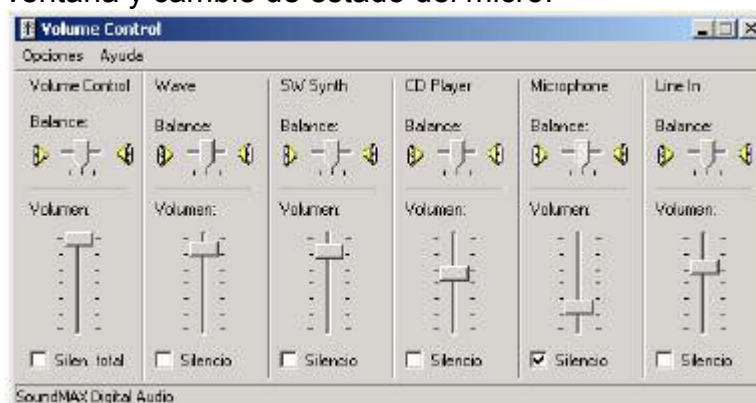 ventana y cambio de estado del micro.
Volume Control
Opciones Ayuda
Volume Control Wave SW Synth CD Player Microphone Line In
Balance: Balance: Balance: Balance: Balance: Balance:
Volumen: Volumen: Volumen: Volumen: Volumen: Volumen:
Silen. total Silencio Silencio Silencio Silencio Silencio
SoundMAX Digital Audio